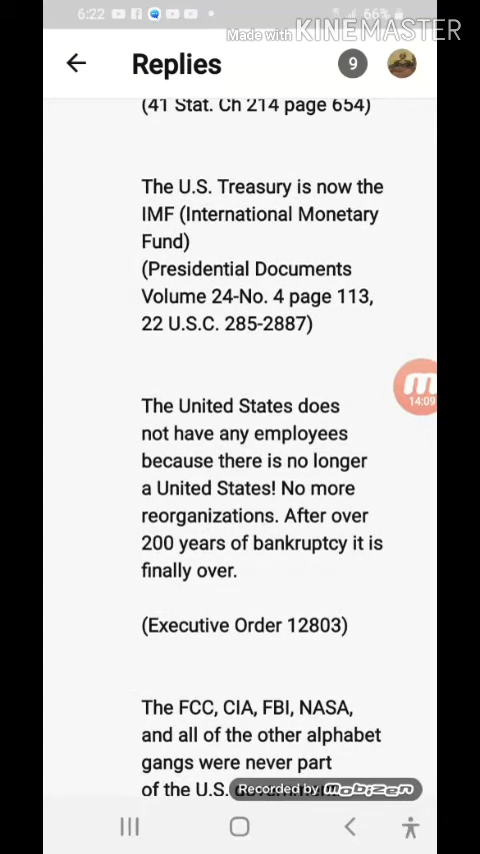 6:22
66%
Made with KINEMASTER
Replies
9
(41 Stat. Ch 214 page 654)
The U.S. Treasury is now the
IMF (International Monetary
Fund)
(Presidential Documents
Volume 24-No. 4 page 113,
22 U.S.C. 285-2887)
14:09
The United States does
not have any employees
because there is no longer
a United States! No more
reorganizations. After over
200 years of bankruptcy it is
finally over.
(Executive Order 12803)
The FCC, CIA, FBI, NASA,
and all of the other alphabet
gangs were never part
of the U.S.
Recorded by mobizen